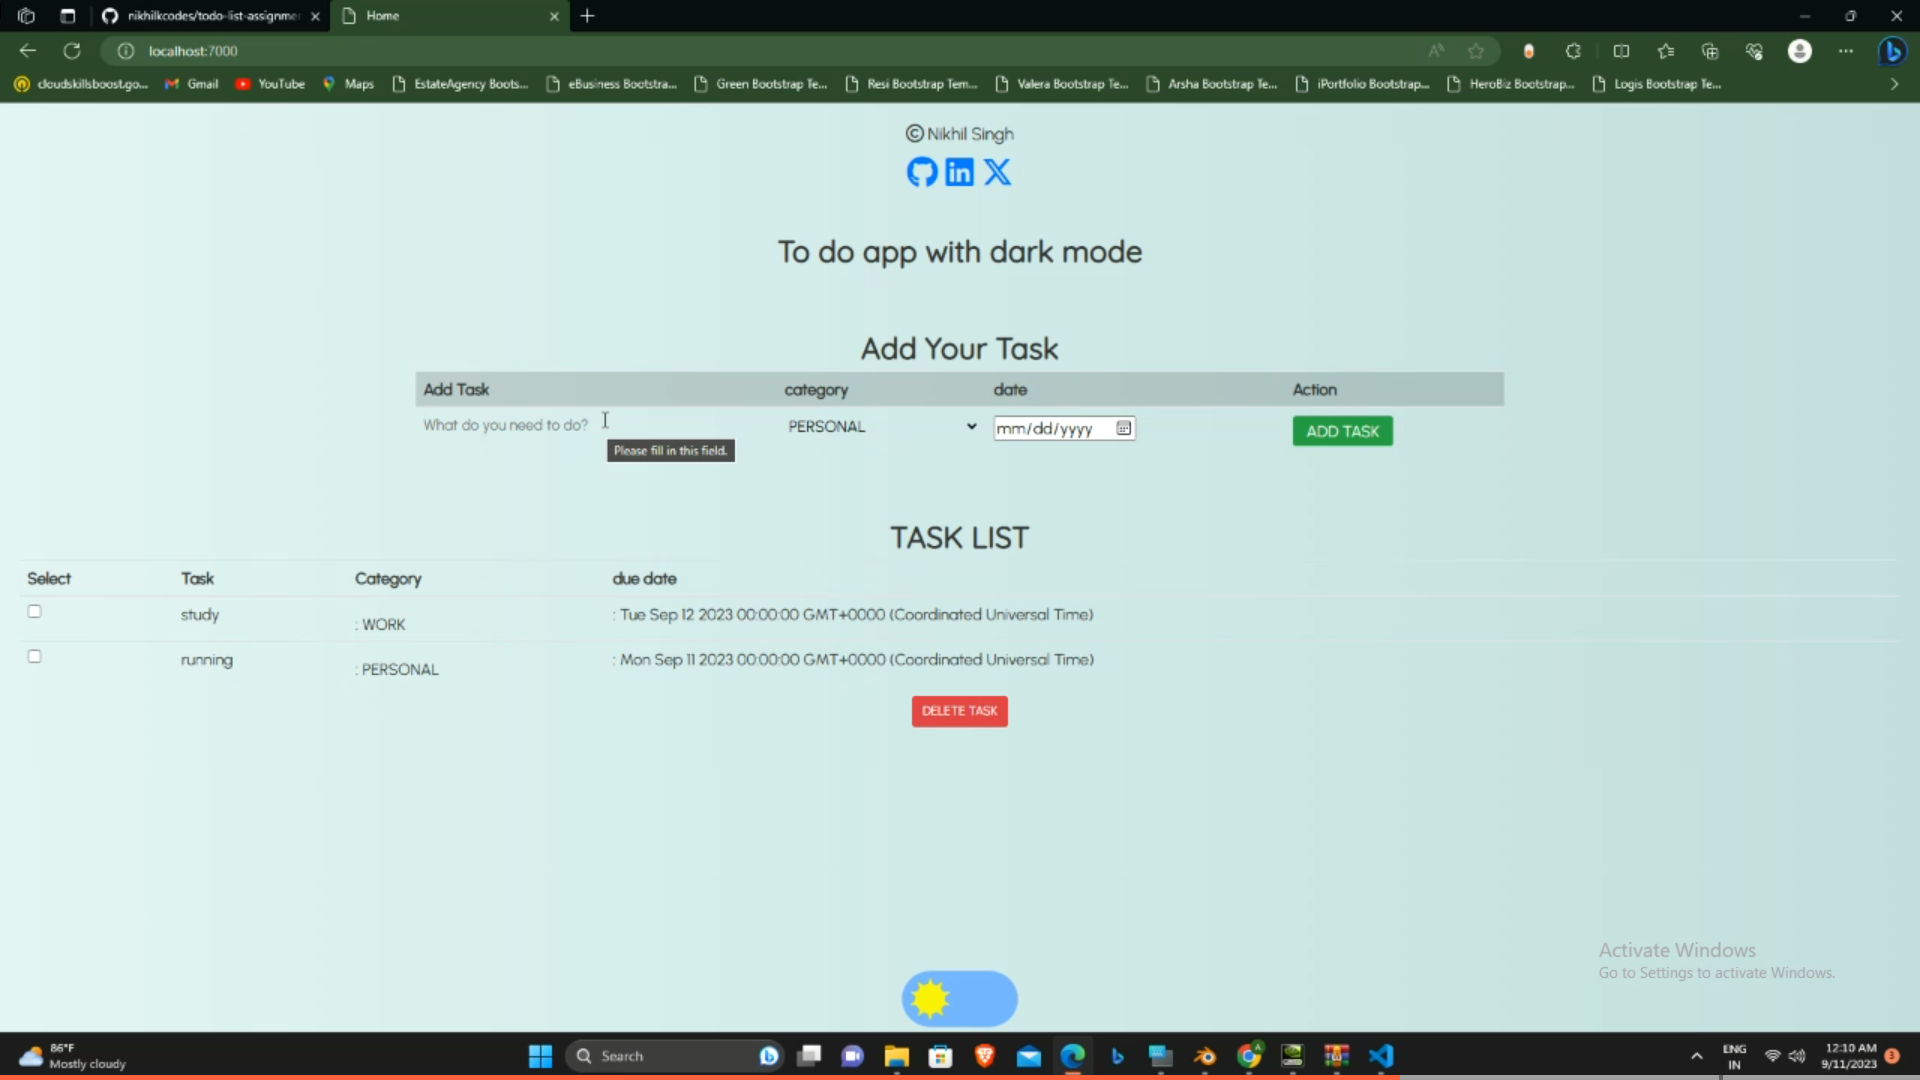 nikhilkcodes/todo-list-assignme
Home
localhost:7000
cloudskillsboost.go...
Gmail
YouTube
Maps
EstateAgency Boots...
eBusiness Bootstra...
Green Bootstrap Te...
Resi Bootstrap Tem...
Valera Bootstrap Te...
Arsha Bootstrap Te...
iPortfolio Bootstrap...
HeroBiz Bootstrap...
Logis Bootstrap Te...
© Nikhil Singh
To do app with dark mode
Add Your Task
Add Task category date Action
What do you need to do? PERSONAL mm/dd/yyyy ADD TASK
Please fill in this field.
TASK LIST
Select Task Category due date
study : WORK : Tue Sep 12 2023 00:00:00 GMT+0000 (Coordinated Universal Time)
running : PERSONAL : Mon Sep 11 2023 00:00:00 GMT+0000 (Coordinated Universal Time)
DELETE TASK
Activate Windows
Go to Settings to activate Windows.
86°F
Mostly cloudy
Search
ENG
IN
12:10 AM
9/11/2023
3